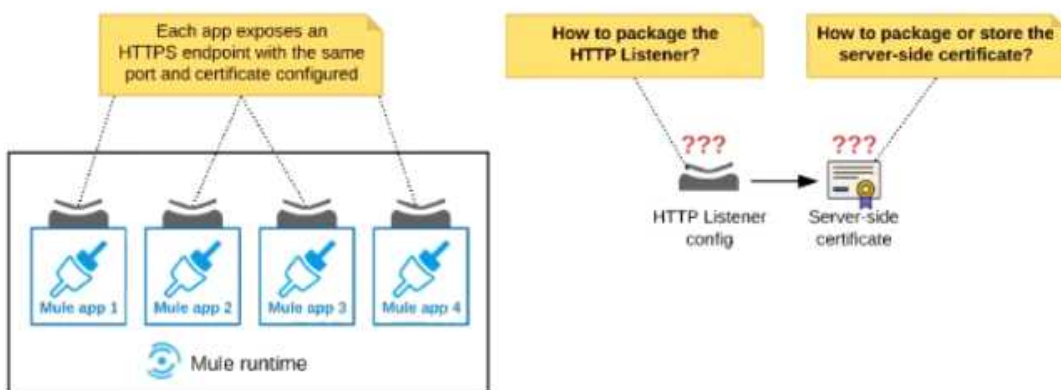 Each app exposes an
HTTPS endpoint with the same
port and certificate configured
How to package the
HTTP Listener?
How to package or store the
server-side certificate?
???
???
HTTP Listener
config
Server-side
certificate
Mule app 1
Mule app 2
Mule app 3
Mule app 4
Mule runtime